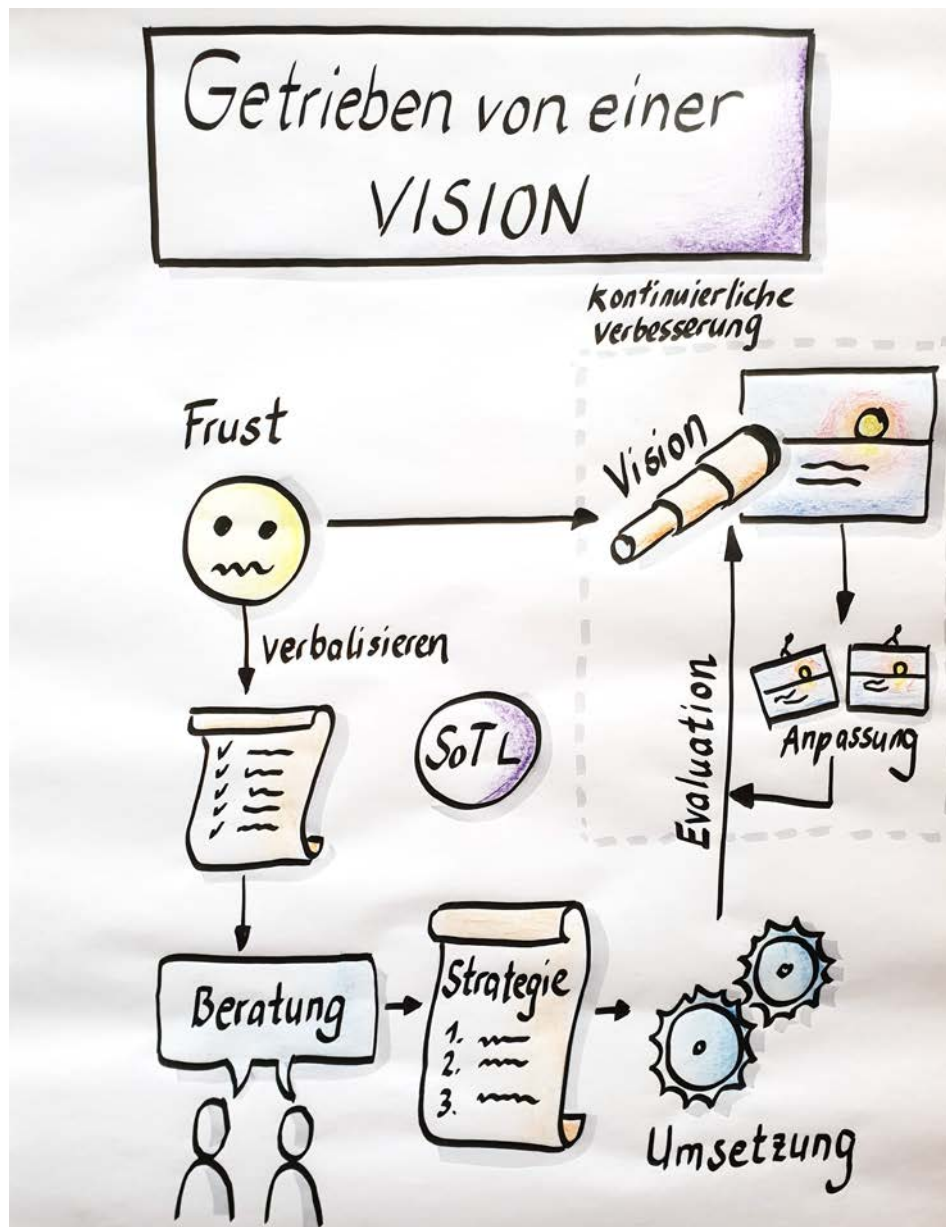 Getrieben von einer
VISION
kontinuierliche
Verbesserung
Frust
Vision
verbalisieren
SoTL
Evaluation
Anpassung
Beratung
Strategie
1.
2.
3.
Umsetzung